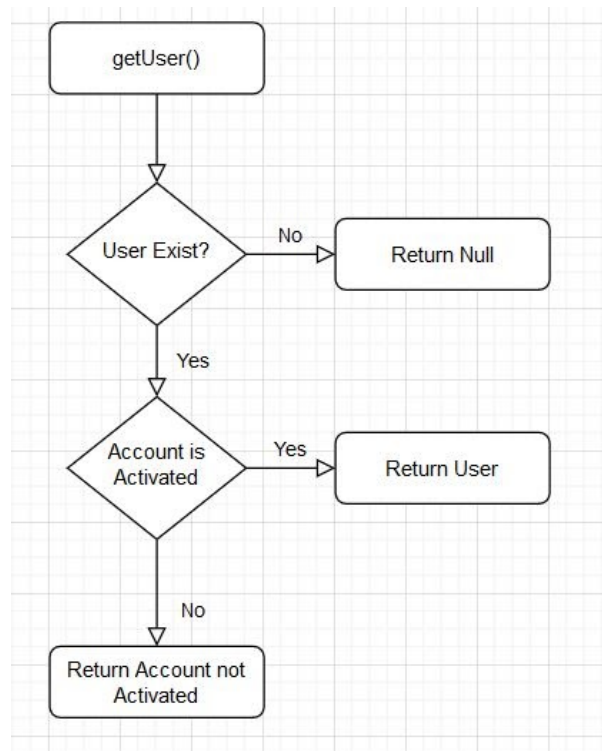 getUser()
User Exist?
No
Return Null
Yes
Account is
Activated
Yes
Return User
No
Return Account not
Activated